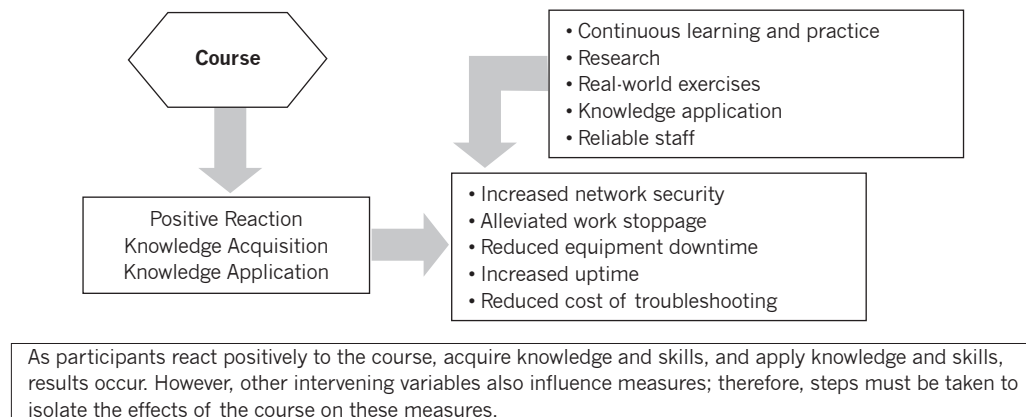 Course
• Continuous learning and practice
• Research
• Real-world exercises
• Knowledge application
• Reliable staff
Positive Reaction
Knowledge Acquisition
Knowledge Application
• Increased network security
• Alleviated work stoppage
• Reduced equipment downtime
• Increased uptime
• Reduced cost of troubleshooting
As participants react positively to the course, acquire knowledge and skills, and apply knowledge and skills,
results occur. However, other intervening variables also influence measures; therefore, steps must be taken to
isolate the effects of the course on these measures.